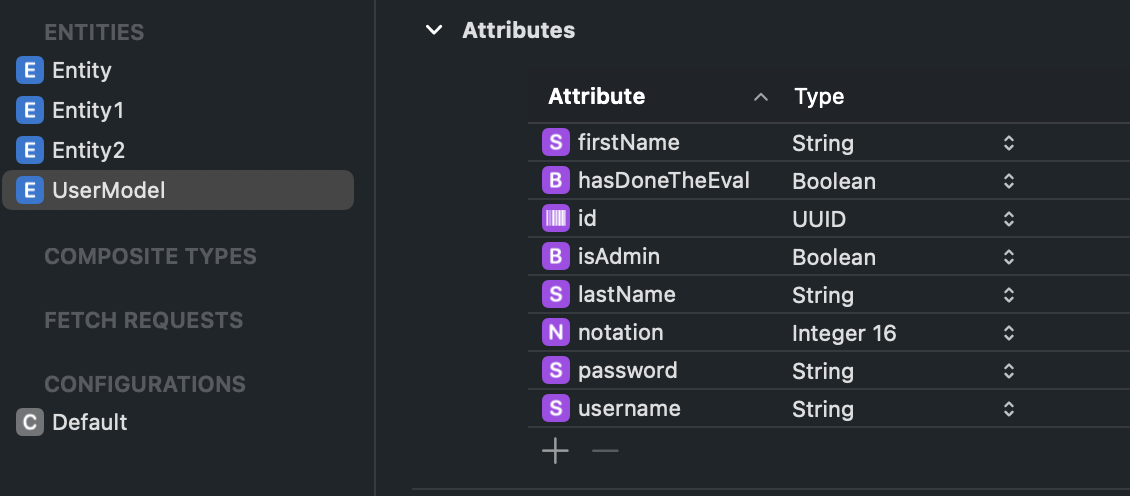 ENTITIES
E Entity
E Entity1
E Entity2
E UserModel
COMPOSITE TYPES
FETCH REQUESTS
CONFIGURATIONS
C Default
Attributes
Attribute Type
S firstName String
B hasDoneTheEval Boolean
id UUID
B isAdmin Boolean
S lastName String
N notation Integer 16
S password String
S username String